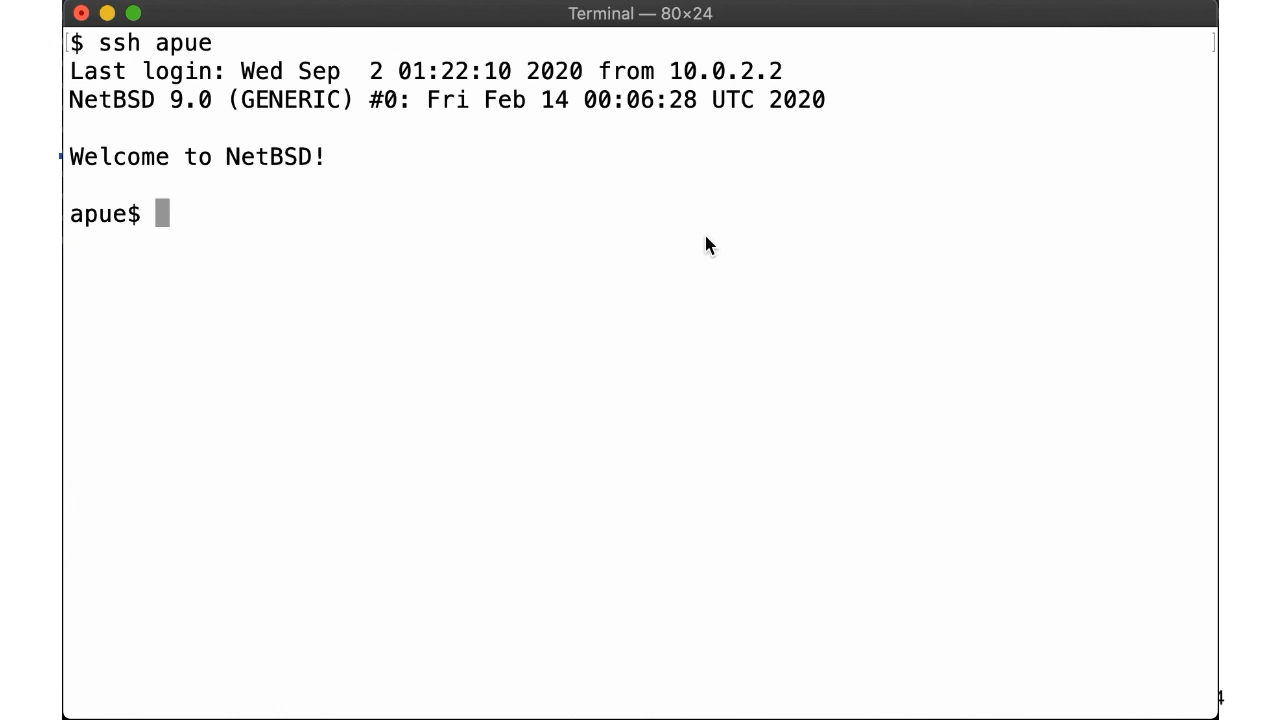 Terminal — 80×24
[$ ssh apue ]
Last login: Wed Sep  2 01:22:10 2020 from 10.0.2.2
NetBSD 9.0 (GENERIC) #0: Fri Feb 14 00:06:28 UTC 2020
Welcome to NetBSD!
apue$
4